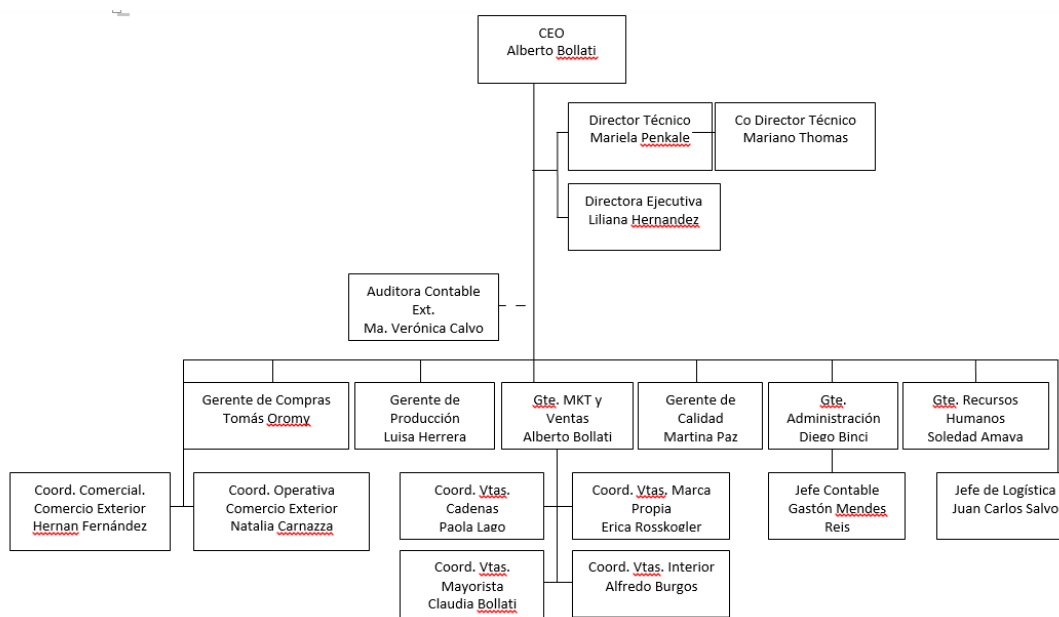 CEO
Alberto Bollati
Director Técnico
Mariela Penkale
Co Director Técnico
Mariano Thomas
Directora Ejecutiva
Liliana Hernandez
Auditora Contable
Ext.
Ma. Verónica Calvo
Gerente de Compras
Tomás Oromy
Gerente de
Producción
Luisa Herrera
Gte. MKT y
Ventas
Alberto Bollati
Gerente de
Calidad
Martina Paz
Gte.
Administración
Diego Binci
Gte. Recursos
Humanos
Soledad Amaya
Coord. Comercial.
Comercio Exterior
Hernan Fernández
Coord. Operativa
Comercio Exterior
Natalia Carnazza
Coord. Vtas.
Cadenas
Paola Lago
Coord. Vtas. Marca
Propia
Erica Rosskogler
Jefe Contable
Gastón Mendes
Reis
Jefe de Logística
Juan Carlos Salvo
Coord. Vtas.
Mayorista
Claudia Bollati
Coord. Vtas. Interior
Alfredo Burgos